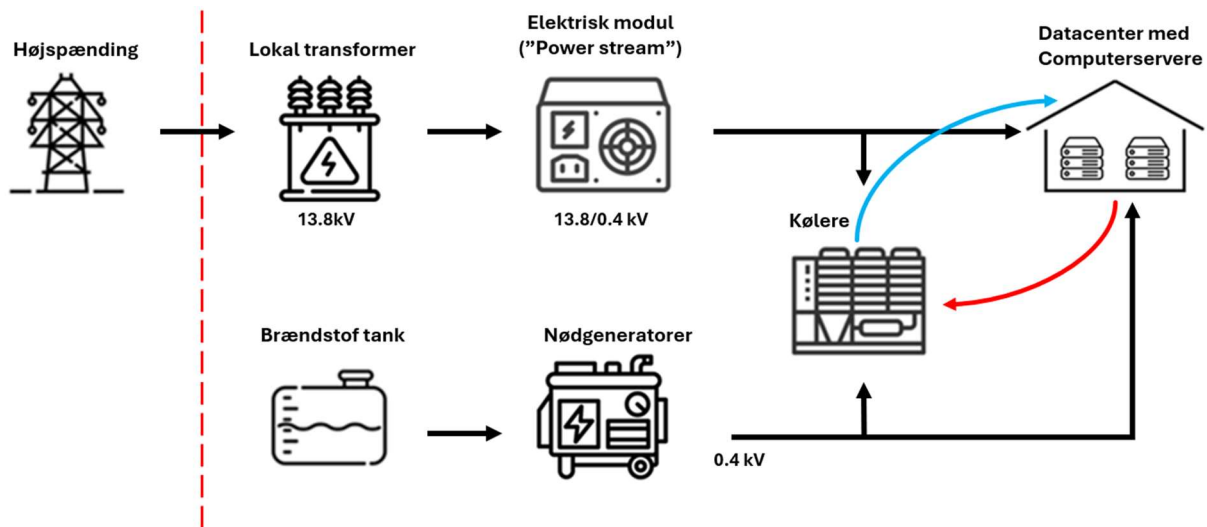 Højspænding
Lokal transformer
13.8kV
Elektrisk modul
("Power stream")
13.8/0.4 kV
Datacenter med
Computerservere
Kølere
Brændstof tank
Nødgeneratorer
0.4 kV